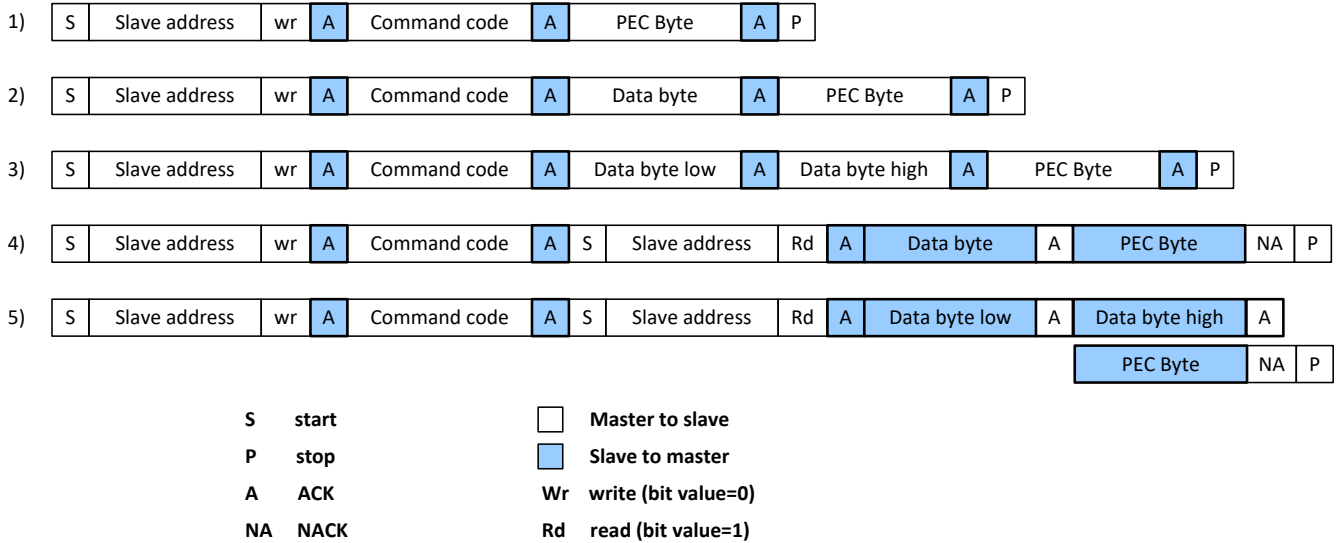 1) S Slave address wr A Command code A PEC Byte A P
2) S Slave address wr A Command code A Data byte A PEC Byte A P
3) S Slave address wr A Command code A Data byte low A Data byte high A PEC Byte A P
4) S Slave address wr A Command code A S Slave address Rd A Data byte A PEC Byte NA P
5) S Slave address wr A Command code A S Slave address Rd A Data byte low A Data byte high A
PEC Byte NA P
S start Master to slave
P stop Slave to master
A ACK Wr write (bit value=0)
NA NACK Rd read (bit value=1)